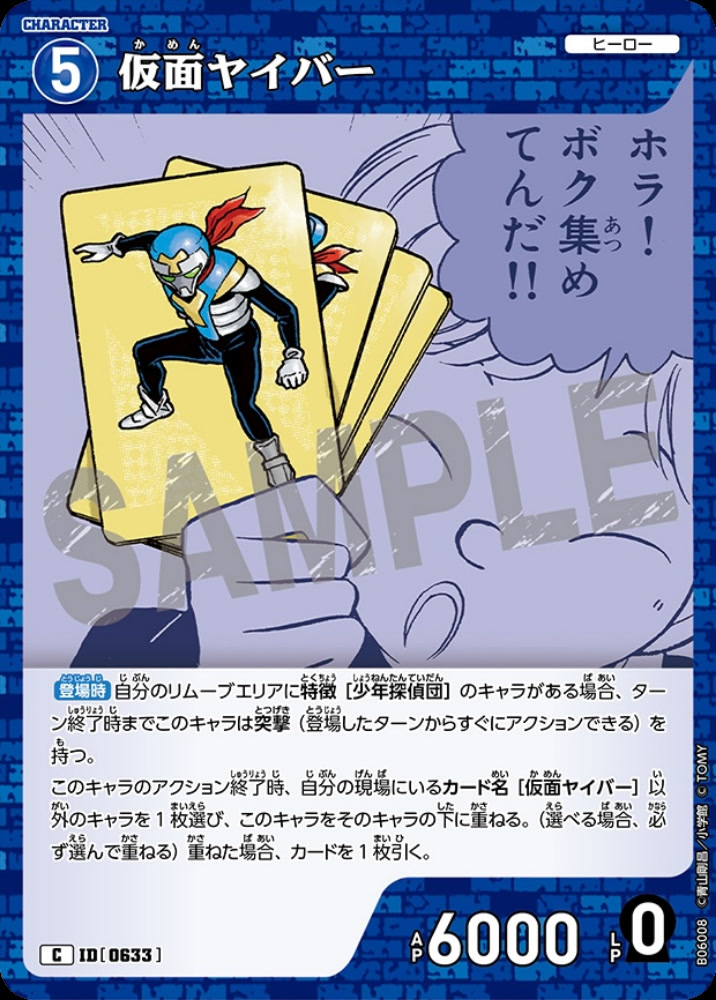 CHARACTER
ヒーロー
5
仮面ヤイバー
かめん
ホラ！
ボク集め
あつ
てんだ!!
SAMPLE
登場時 自分のリムーブエリアに特徴［少年探偵団］のキャラがある場合、ター
ン終了時までこのキャラは突撃（登場したターンからすぐにアクションできる）を
持つ。
このキャラのアクション終了時、自分の現場にいるカード名［仮面ヤイバー］以
外のキャラを1枚選び、このキャラをそのキャラの下に重ねる。（選べる場合、必
ず選んで重ねる）重ねた場合、カードを1枚引く。
C ID[0633]
AP 6000
LP 0
B06008 ©青山剛昌／小学館 © TOMY